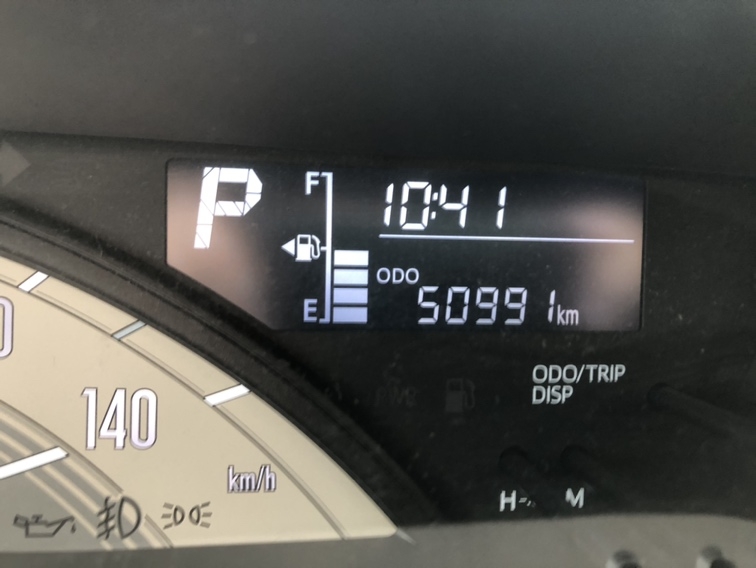 P
F
10:41
ODO
E
50991km
ODO/TRIP
DISP
140
km/h
H M